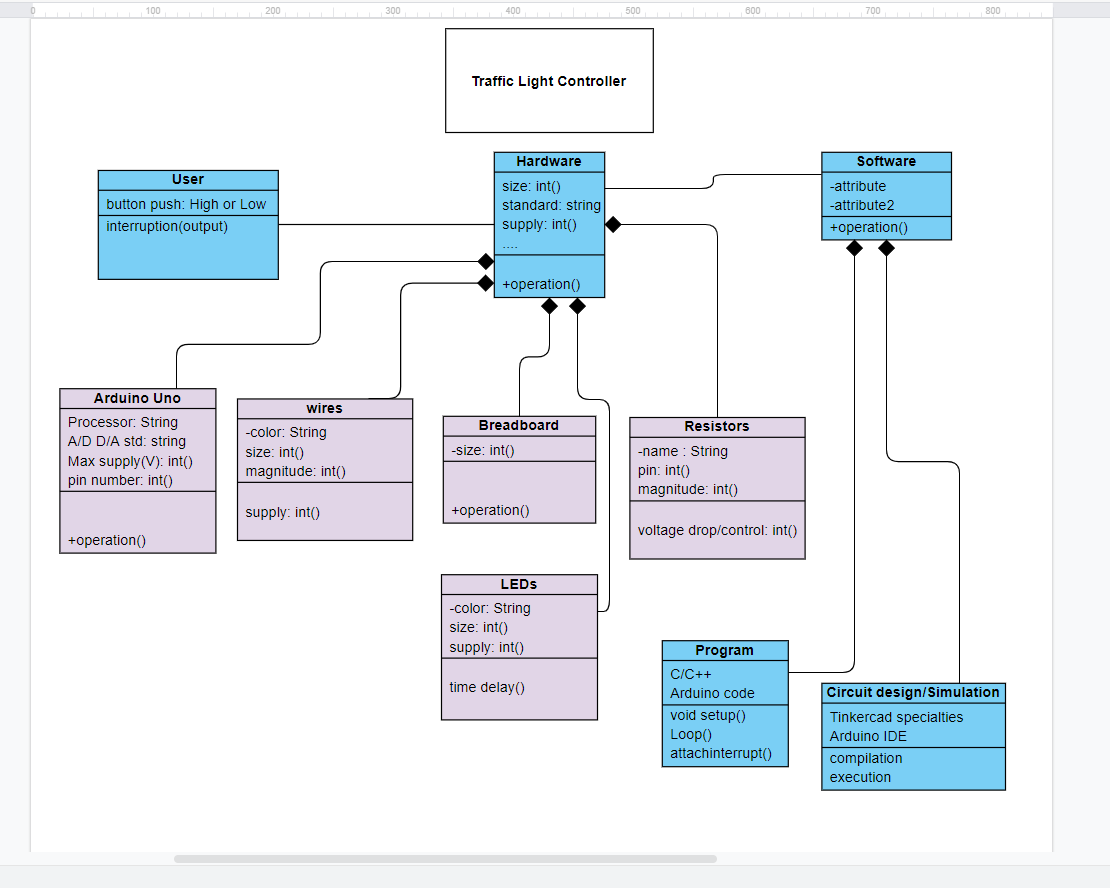 0 100 200 300 400 500 600 700 800
Traffic Light Controller
User
button push: High or Low
interruption(output)
Hardware
size: int()
standard: string
supply: int()
....
+operation()
Software
-attribute
-attribute2
+operation()
Arduino Uno
Processor: String
A/D D/A std: string
Max supply(V): int()
pin number: int()
+operation()
wires
-color: String
size: int()
magnitude: int()
supply: int()
Breadboard
-size: int()
+operation()
Resistors
-name : String
pin: int()
magnitude: int()
voltage drop/control: int()
LEDs
-color: String
size: int()
supply: int()
time delay()
Program
C/C++
Arduino code
void setup()
Loop()
attachinterrupt()
Circuit design/Simulation
Tinkercad specialties
Arduino IDE
compilation
execution